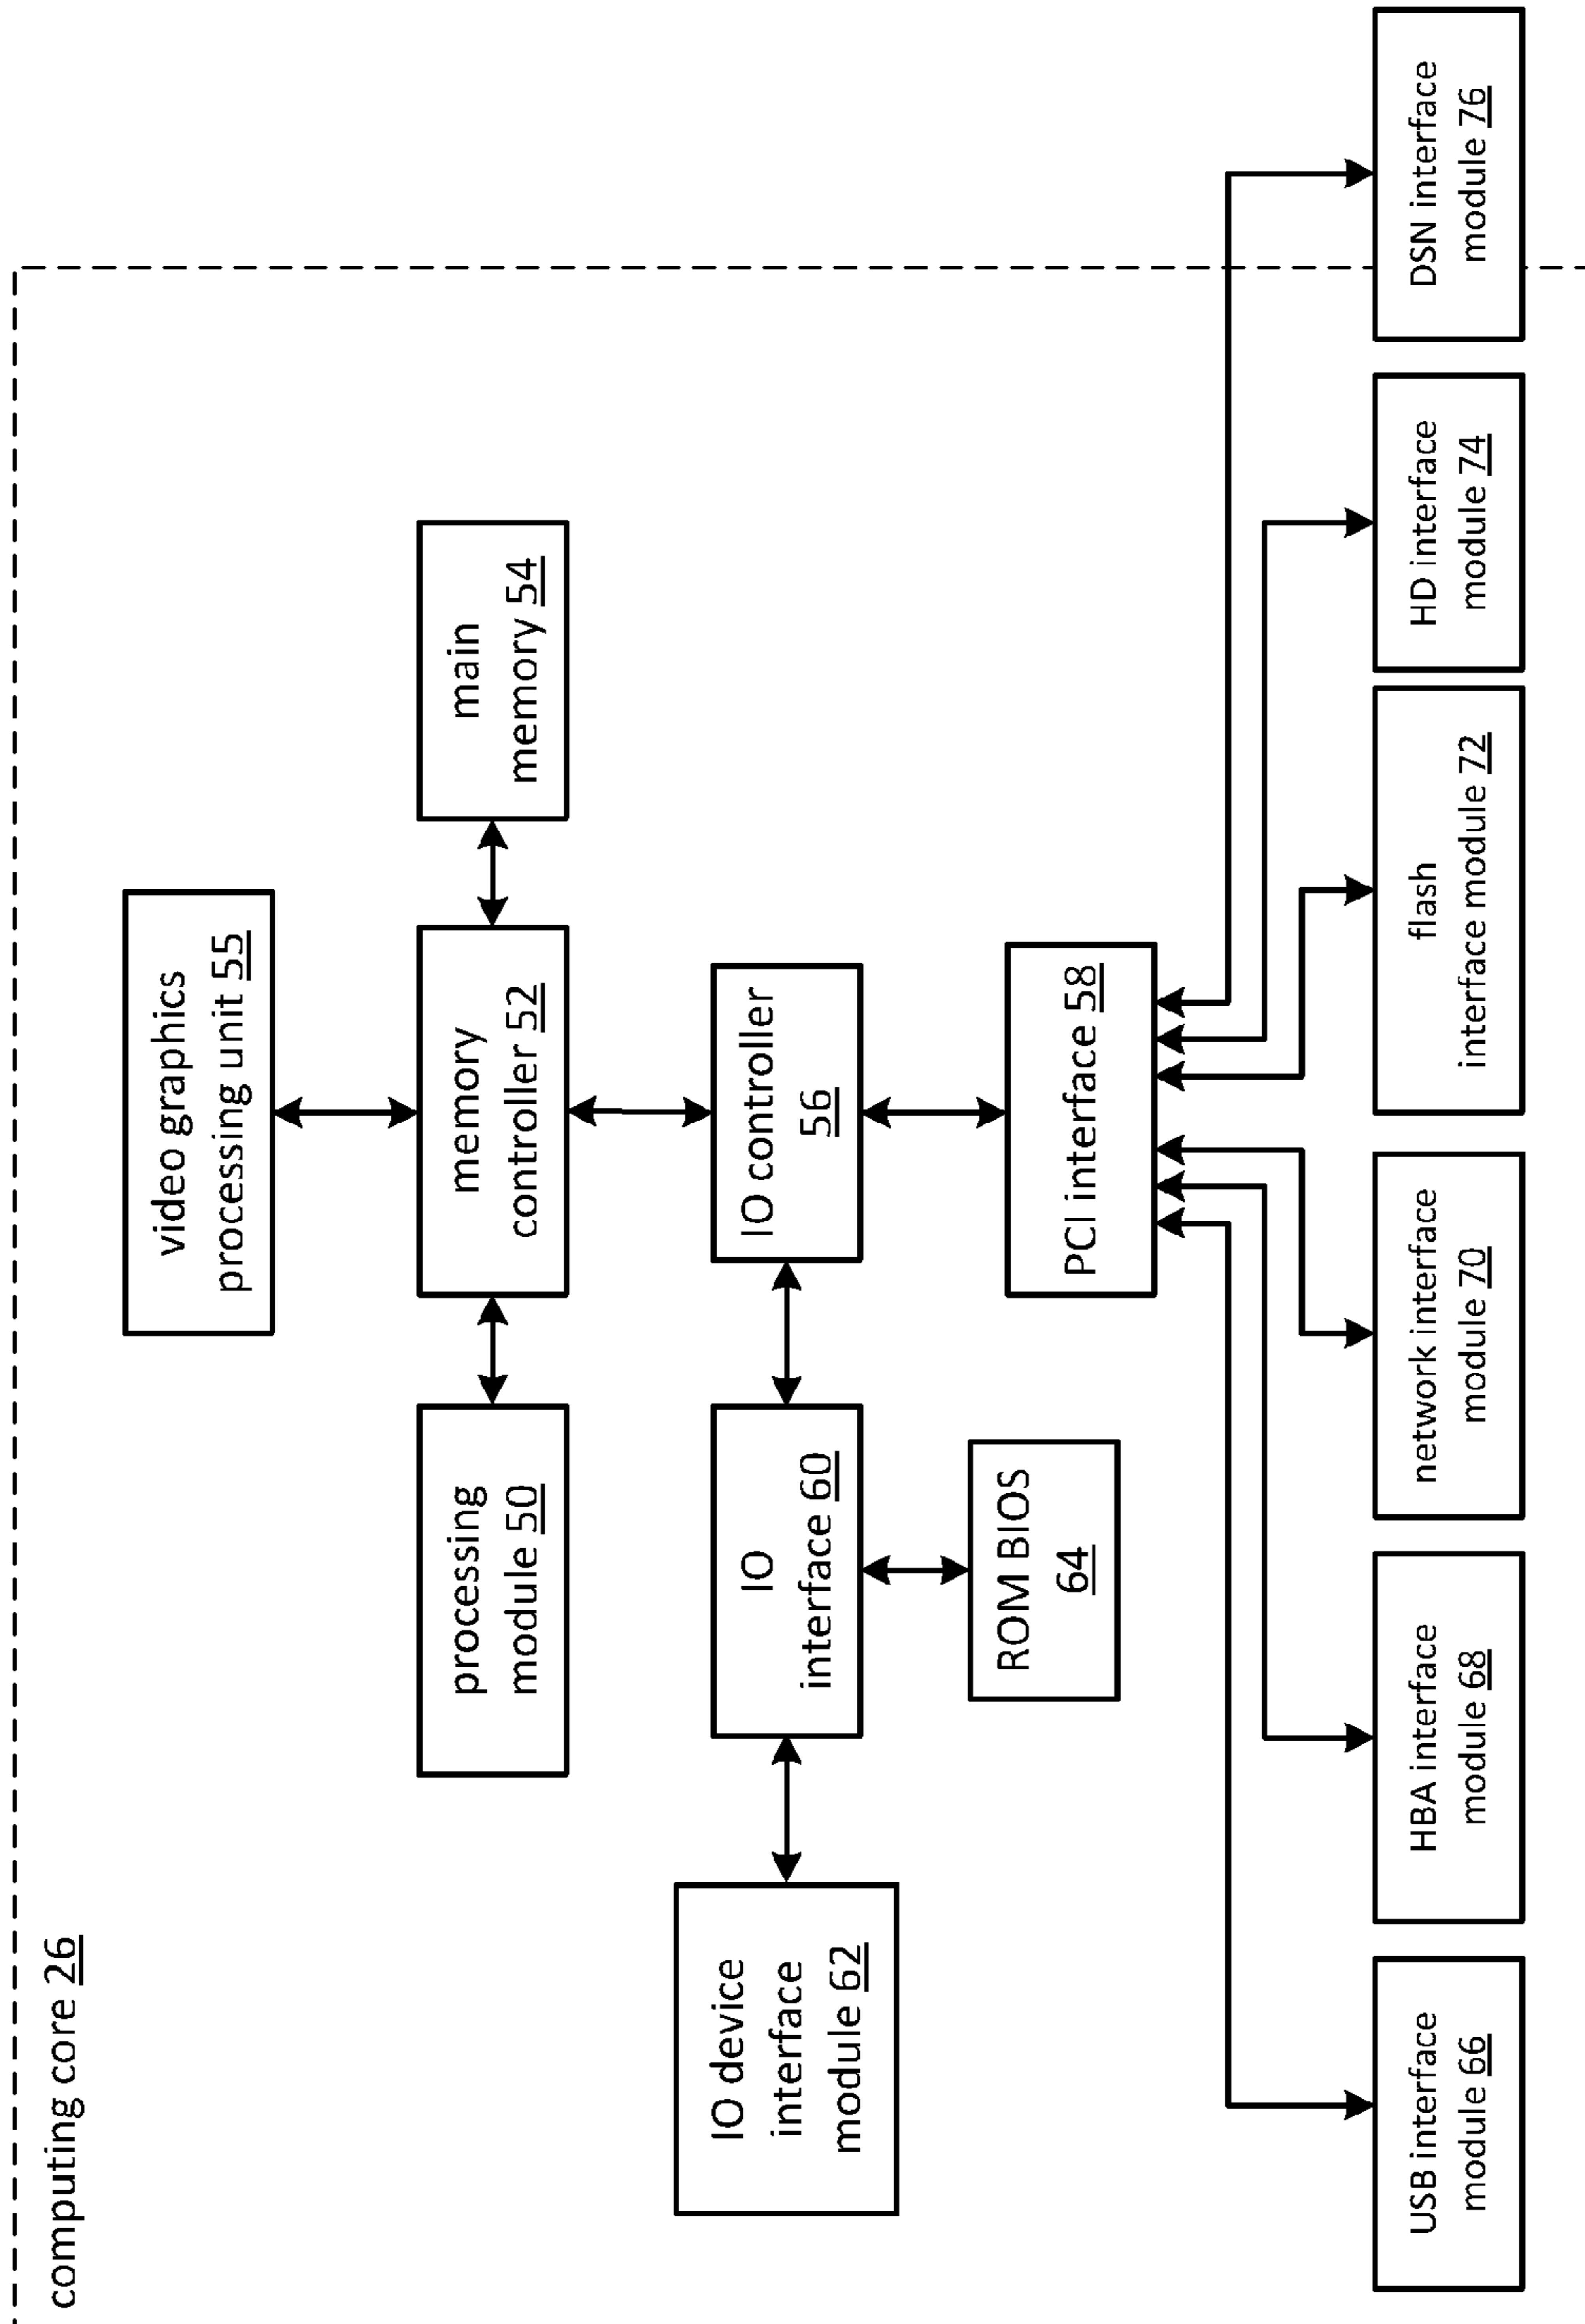 computing core 26
video graphics
processing unit 55
processing
module 50
memory
controller 52
main
memory 54
IO device
interface
module 62
IO
interface 60
IO controller
56
ROM BIOS
64
PCI interface 58
USB interface
module 66
HBA interface
module 68
network interface
module 70
flash
interface module 72
HD interface
module 74
DSN interface
module 76